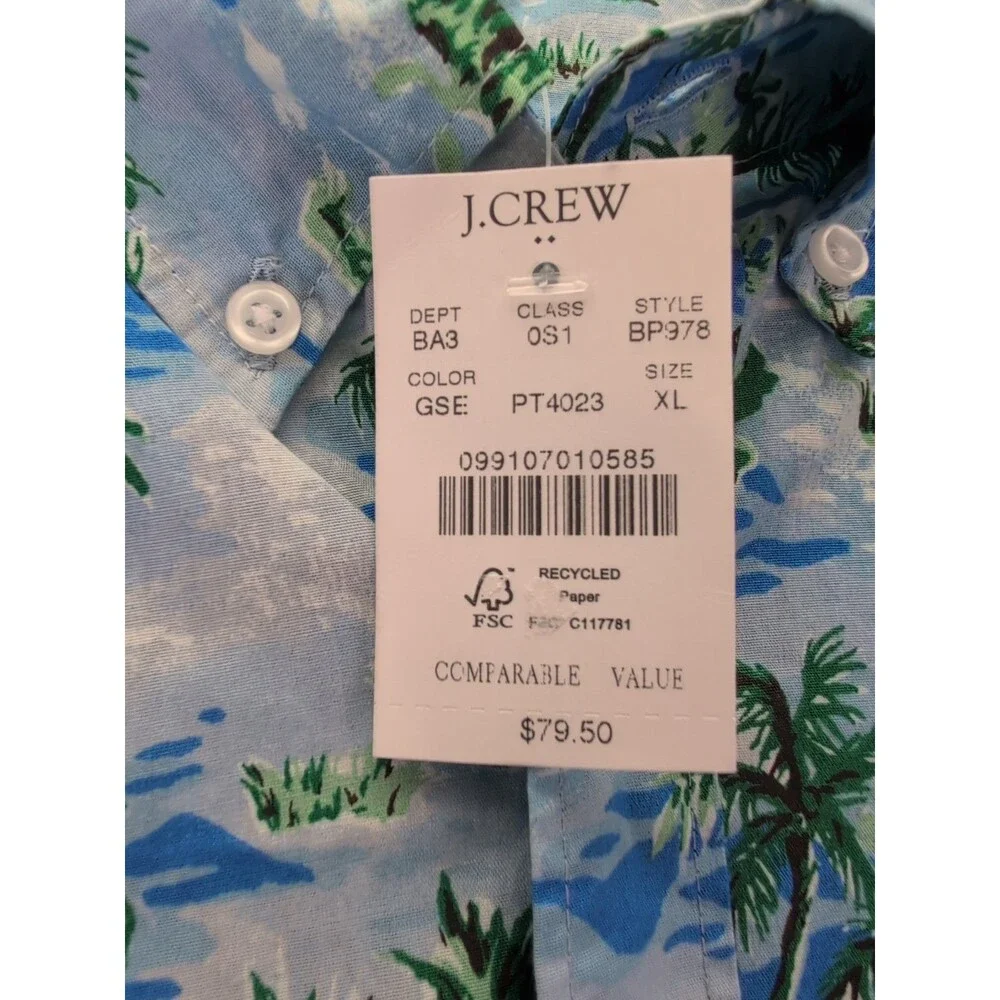 J.CREW
DEPT CLASS STYLE
BA3 0S1 BP978
COLOR SIZE
GSE PT4023 XL
099107010585
RECYCLED
Paper
FSC C117781
COMPARABLE VALUE
$79.50